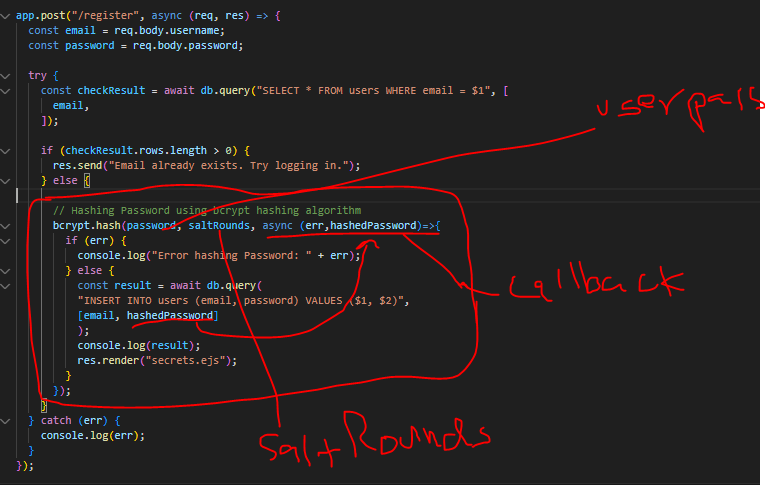 app.post("/register", async (req, res) => {
const email = req.body.username;
const password = req.body.password;
try {
const checkResult = await db.query("SELECT * FROM users WHERE email = $1", [
email,
]);
user pass
if (checkResult.rows.length > 0) {
res.send("Email already exists. Try logging in.");
} else {
// Hashing Password using bcrypt hashing algorithm
bcrypt.hash(password, saltRounds, async (err,hashedPassword)=>{
if (err) {
console.log("Error hashing Password: " + err);
} else {
callback
const result = await db.query(
"INSERT INTO users (email, password) VALUES ($1, $2)",
[email, hashedPassword]
);
console.log(result);
res.render("secrets.ejs");
}
});
}
} catch (err) {
saltRounds
console.log(err);
}
});